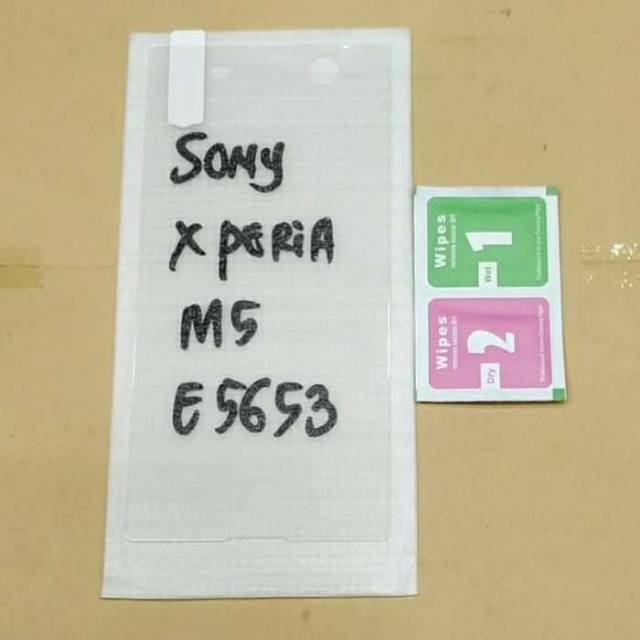 Sony
XPERIA
M5
E5653
Wipes
1
Wet
Wipes
2
Dry